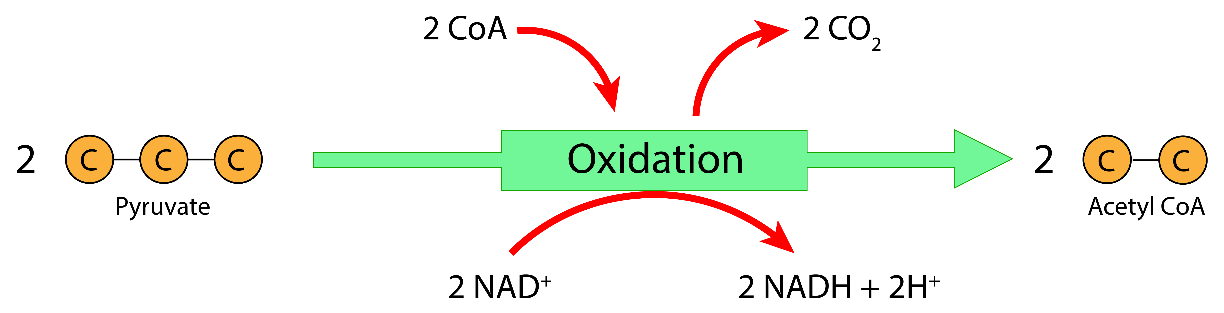 2 CoA
2 CO₂
2 C C C
Pyruvate
Oxidation
2 C C
Acetyl CoA
2 NAD⁺
2 NADH + 2H⁺